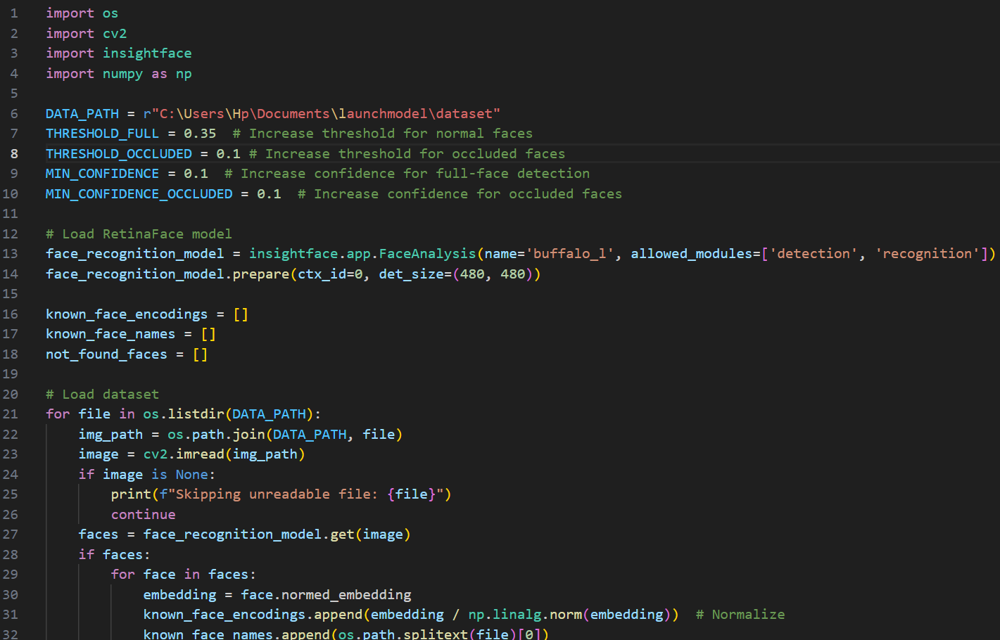 1 import os
2 import cv2
3 import insightface
4 import numpy as np
5
6 DATA_PATH = r"C:\Users\Hp\Documents\launchmodel\dataset"
7 THRESHOLD_FULL = 0.35  # Increase threshold for normal faces
8 THRESHOLD_OCCLUDED = 0.1 # Increase threshold for occluded faces
9 MIN_CONFIDENCE = 0.1  # Increase confidence for full-face detection
10 MIN_CONFIDENCE_OCCLUDED = 0.1  # Increase confidence for occluded faces
11
12 # Load RetinaFace model
13 face_recognition_model = insightface.app.FaceAnalysis(name='buffalo_l', allowed_modules=['detection', 'recognition'])
14 face_recognition_model.prepare(ctx_id=0, det_size=(480, 480))
15
16 known_face_encodings = []
17 known_face_names = []
18 not_found_faces = []
19
20 # Load dataset
21 for file in os.listdir(DATA_PATH):
22     img_path = os.path.join(DATA_PATH, file)
23     image = cv2.imread(img_path)
24     if image is None:
25         print(f"Skipping unreadable file: {file}")
26         continue
27     faces = face_recognition_model.get(image)
28     if faces:
29         for face in faces:
30             embedding = face.normed_embedding
31             known_face_encodings.append(embedding / np.linalg.norm(embedding))  # Normalize
32             known_face_names.append(os.path.splitext(file)[0])